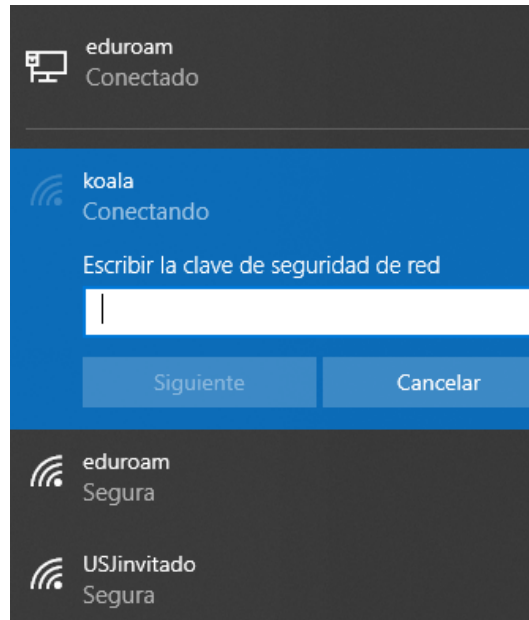 eduroam
Conectado
koala
Conectando
Escribir la clave de seguridad de red
Siguiente
Cancelar
eduroam
Segura
USJinvitado
Segura